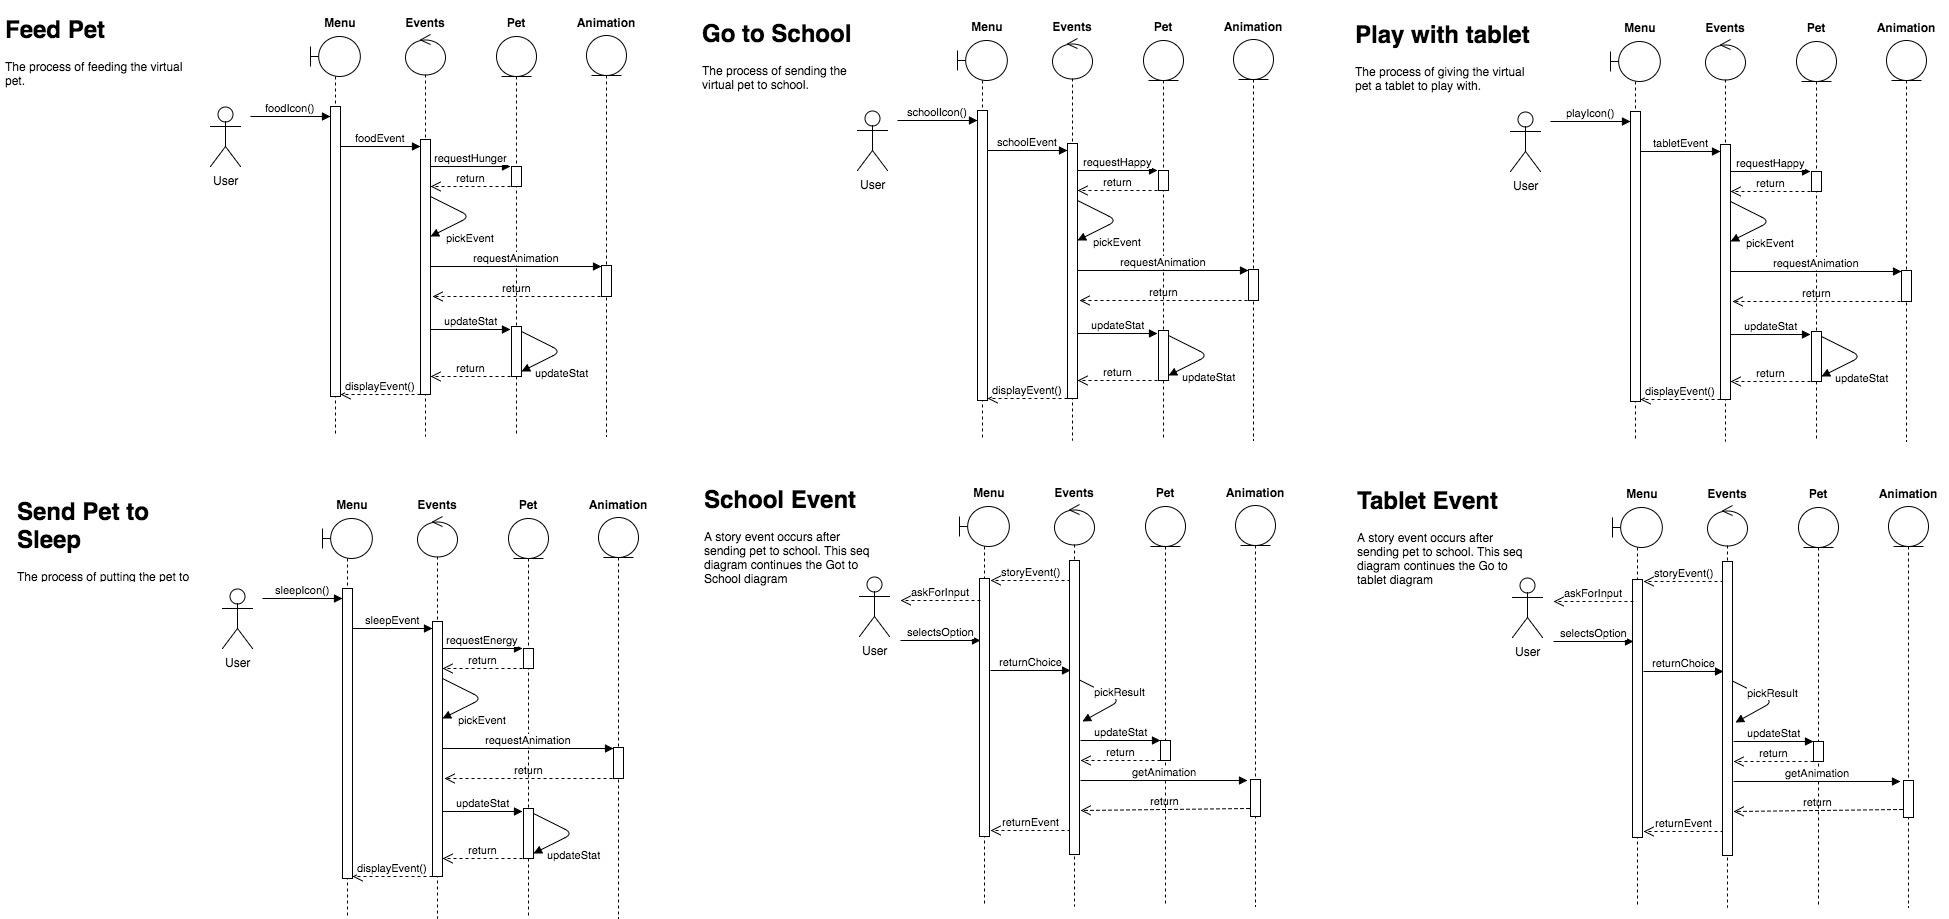 Feed Pet
The process of feeding the virtual
pet.
Menu
Events
Pet
Animation
User
foodIcon()
foodEvent
requestHunger
return
pickEvent
requestAnimation
return
updateStat
return
updateStat
displayEvent()
Go to School
The process of sending the
virtual pet to school.
Menu
Events
Pet
Animation
User
schoolIcon()
schoolEvent
requestHappy
return
pickEvent
requestAnimation
return
updateStat
return
updateStat
displayEvent()
Play with tablet
The process of giving the virtual
pet a tablet to play with.
Menu
Events
Pet
Animation
User
playIcon()
tabletEvent
requestHappy
return
pickEvent
requestAnimation
return
updateStat
return
updateStat
displayEvent()
Send Pet to
Sleep
The process of putting the pet to
Menu
Events
Pet
Animation
User
sleepIcon()
sleepEvent
requestEnergy
return
pickEvent
requestAnimation
return
updateStat
return
updateStat
displayEvent()
School Event
A story event occurs after
sending pet to school. This seq
diagram continues the Got to
School diagram
Menu
Events
Pet
Animation
User
storyEvent()
askForInput
selectsOption
returnChoice
pickResult
updateStat
return
getAnimation
return
returnEvent
Tablet Event
A story event occurs after
sending pet to school. This seq
diagram continues the Go to
tablet diagram
Menu
Events
Pet
Animation
User
storyEvent()
askForInput
selectsOption
returnChoice
pickResult
updateStat
return
getAnimation
return
returnEvent